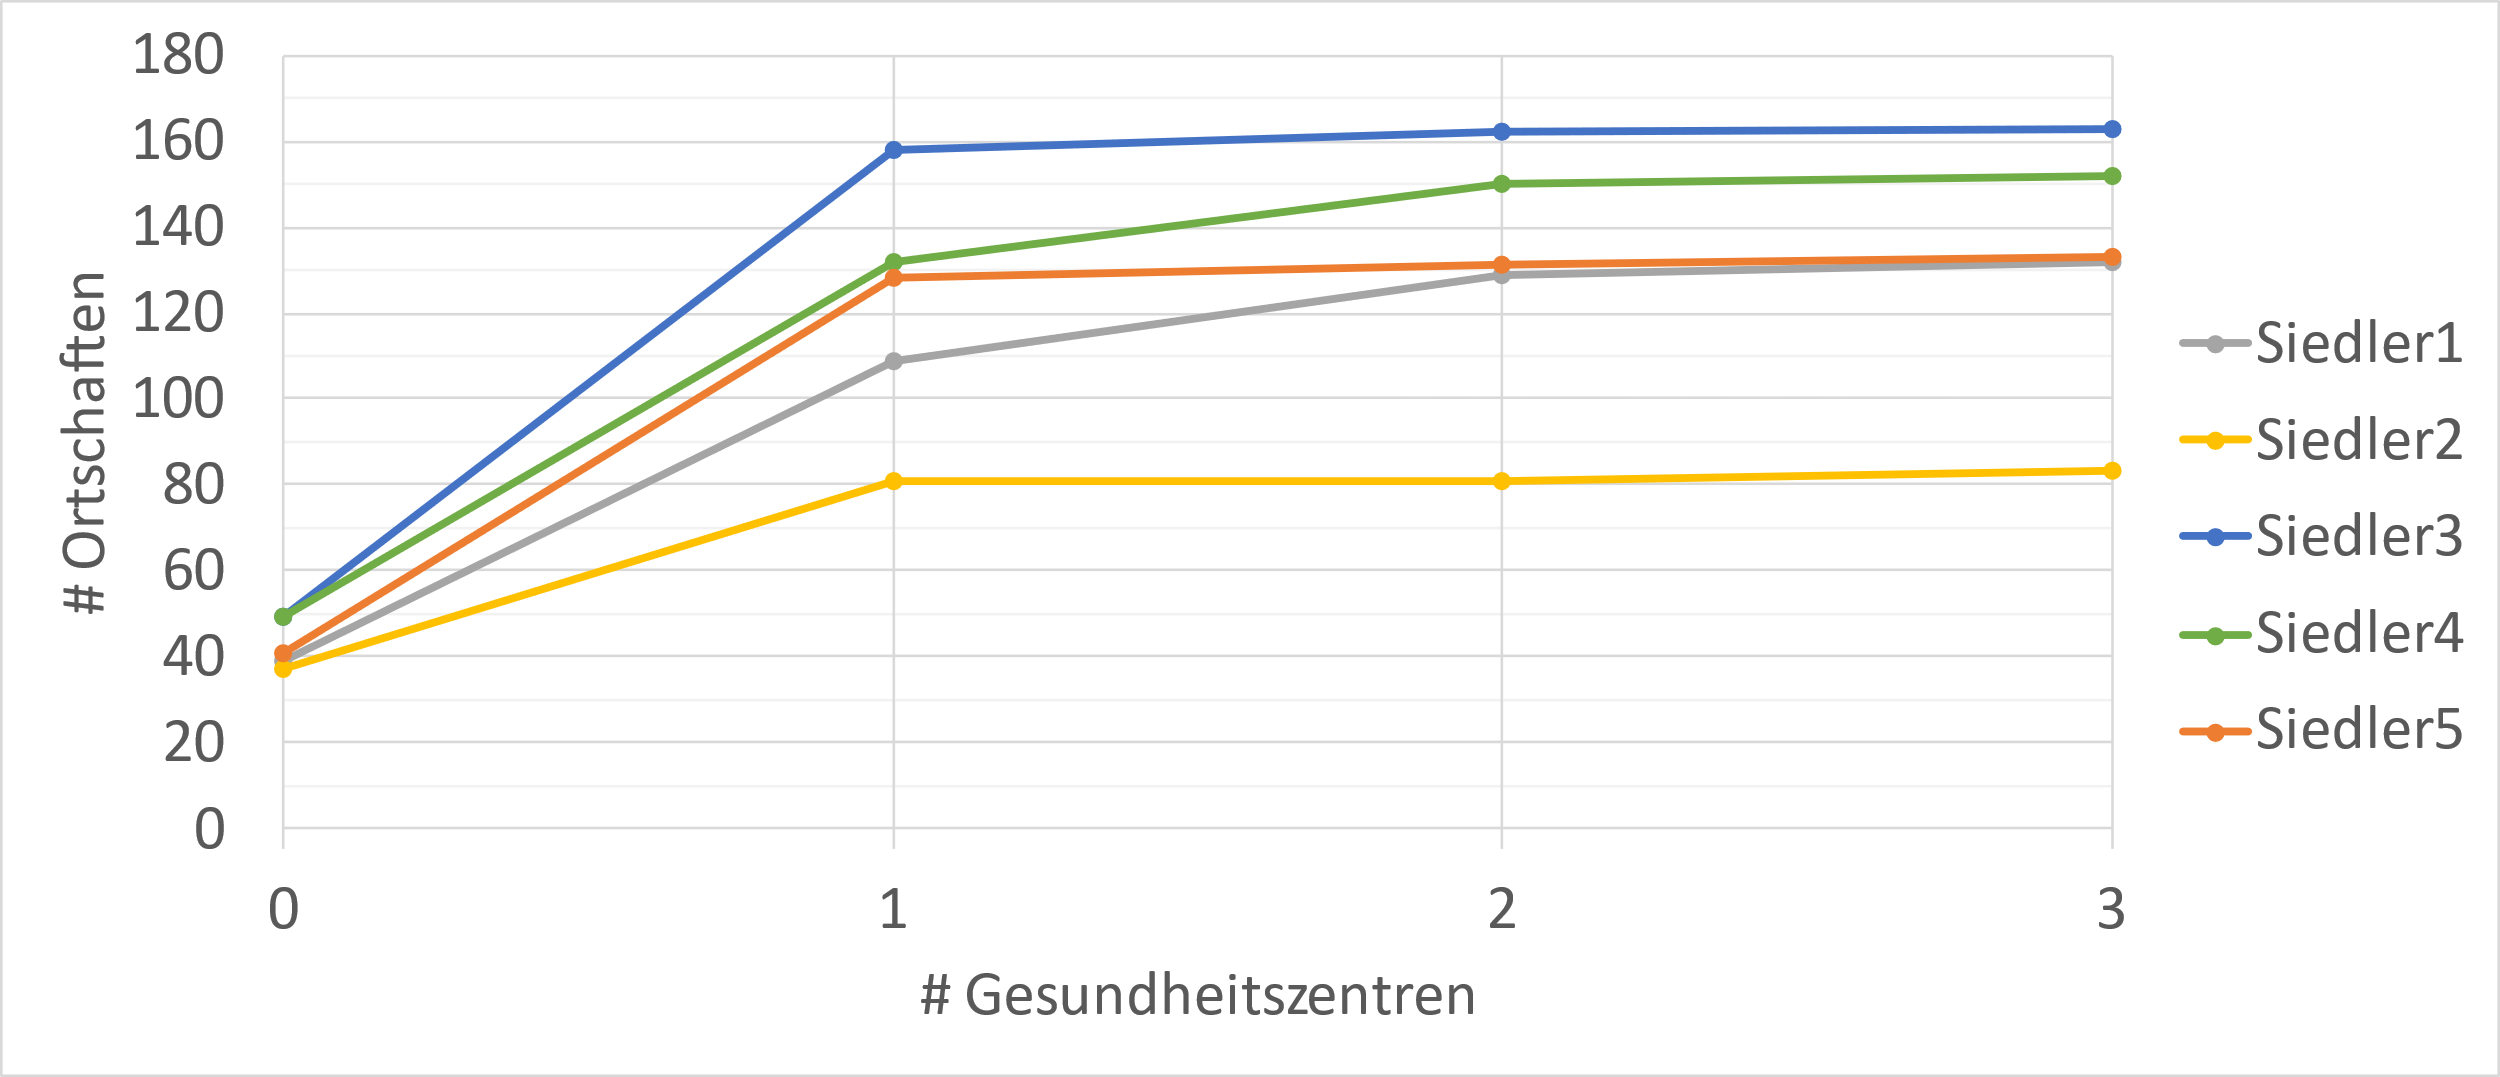 180
160
140
120
100
80
60
40
20
0
# Ortschaften
0 1 2 3
# Gesundheitszentren
Siedler1
Siedler2
Siedler3
Siedler4
Siedler5